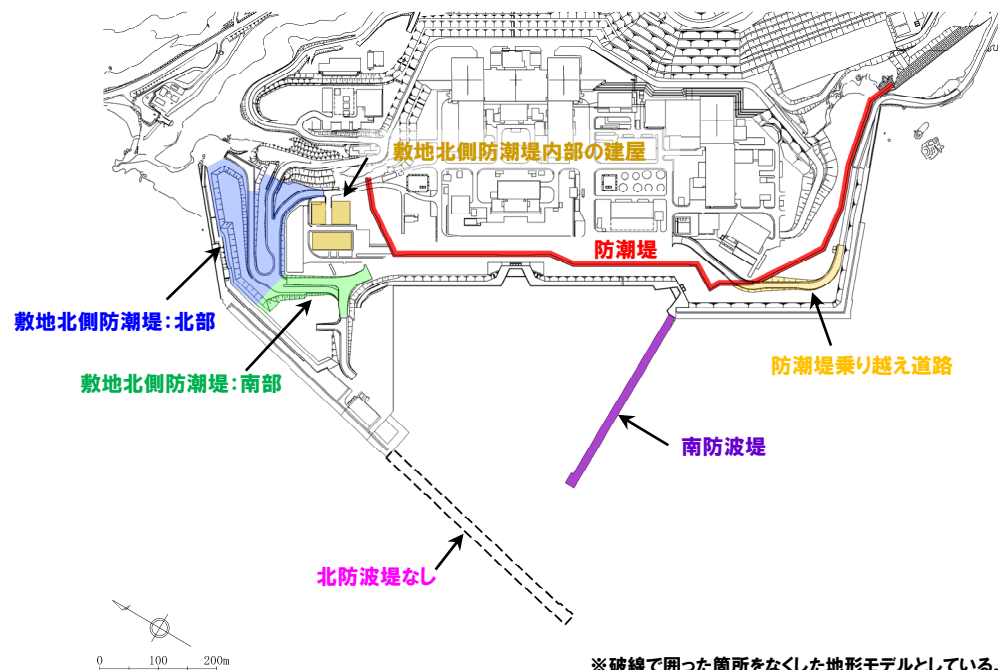 敷地北側防潮堤内部の建屋
防潮堤
敷地北側防潮堤:北部
敷地北側防潮堤:南部
防潮堤乗り越え道路
南防波堤
北防波堤なし
0 100 200m
※破線で囲った箇所をなくした地形モデルとしている。